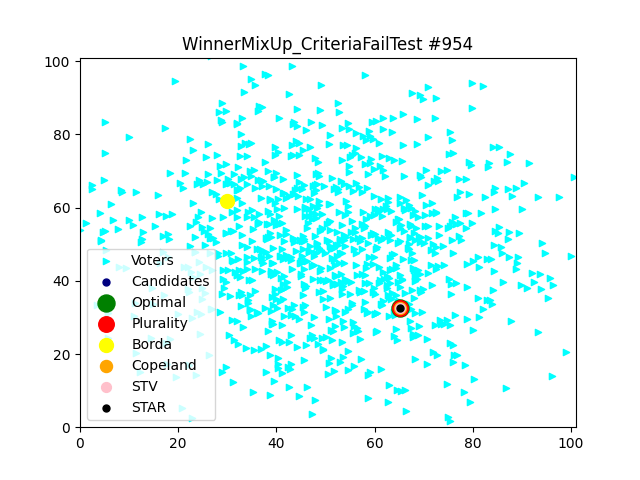 WinnerMixUp_CriteriaFailTest #954
100
80
60
40
20
0
0 20 40 60 80 100
Voters
Candidates
Optimal
Plurality
Borda
Copeland
STV
STAR